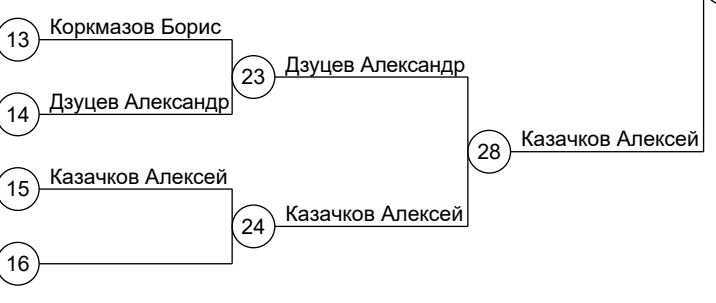 13 Коркмазов Борис
23 Дзуцев Александр
14 Дзуцев Александр
28 Казачков Алексей
15 Казачков Алексей
24 Казачков Алексей
16